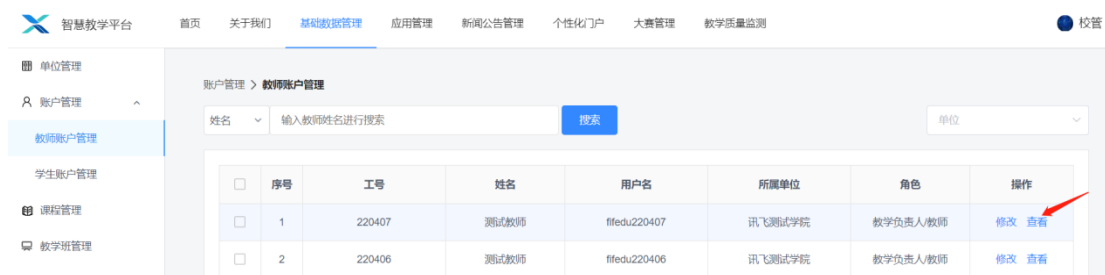 智慧教学平台 首页 关于我们 基础数据管理 应用管理 新闻公告管理 个性化门户 大赛管理 教学质量监测 校管
单位管理
账户管理 > 教师账户管理
账户管理
姓名 输入教师姓名进行搜索 搜索 单位
教师账户管理
学生账户管理
序号 工号 姓名 用户名 所属单位 角色 操作
课程管理
1 220407 测试教师 fifedu220407 讯飞测试学院 教学负责人/教师 修改 查看
教学班管理
2 220406 测试教师 fifedu220406 讯飞测试学院 教学负责人/教师 修改 查看